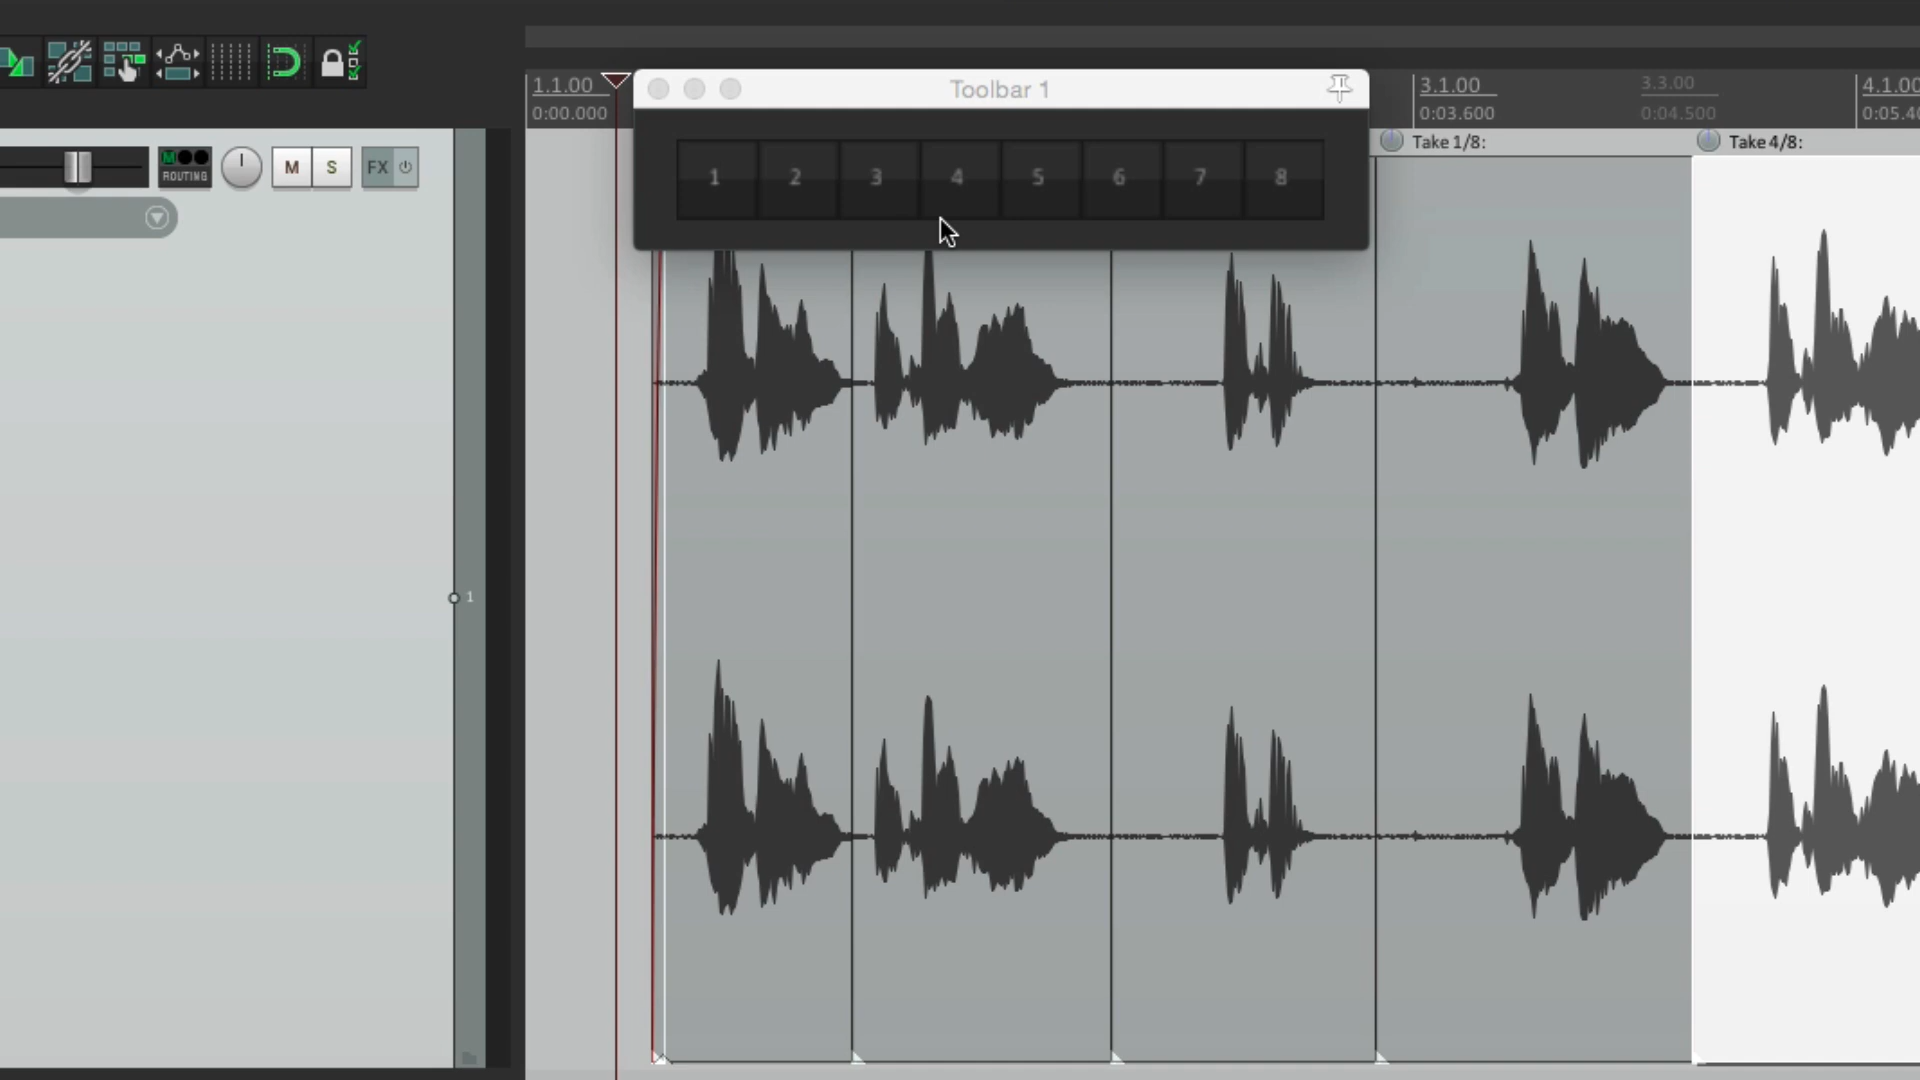 1.1.00
0:00.000
Toolbar 1
3.1.00
0:03.600
3.3.00
0:04.500
4.1.00
0:05.40
Take 1/8:
Take 4/8:
M
ROUTING
M
S
FX
1
2
3
4
5
6
7
8
1